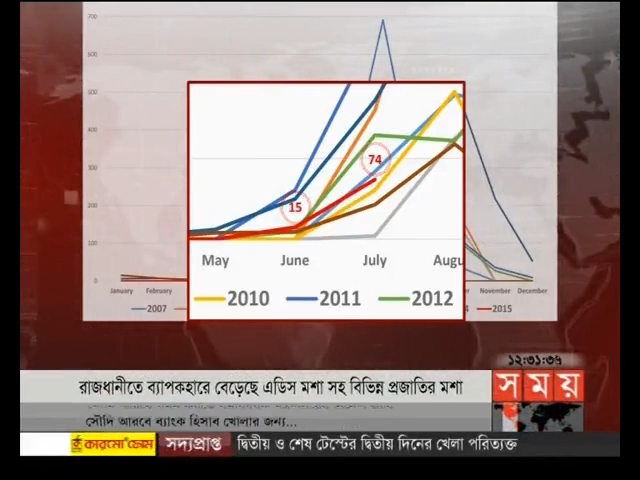 700
600
500
400
300
200
100
0
January February November December
2007 2015
15
74
May June July Augu
2010 2011 2012
১২:৩১:৩৬
রাজধানীতে ব্যাপকহারে বেড়েছে এডিস মশা সহ বিভিন্ন প্রজাতির মশা
সময়
সৌদি আরবে ব্যাংক হিসাব খোলার জন্য...
কারমো ফোম সদ্যপ্রাপ্ত দ্বিতীয় ও শেষ টেস্টের দ্বিতীয় দিনের খেলা পরিত্যক্ত